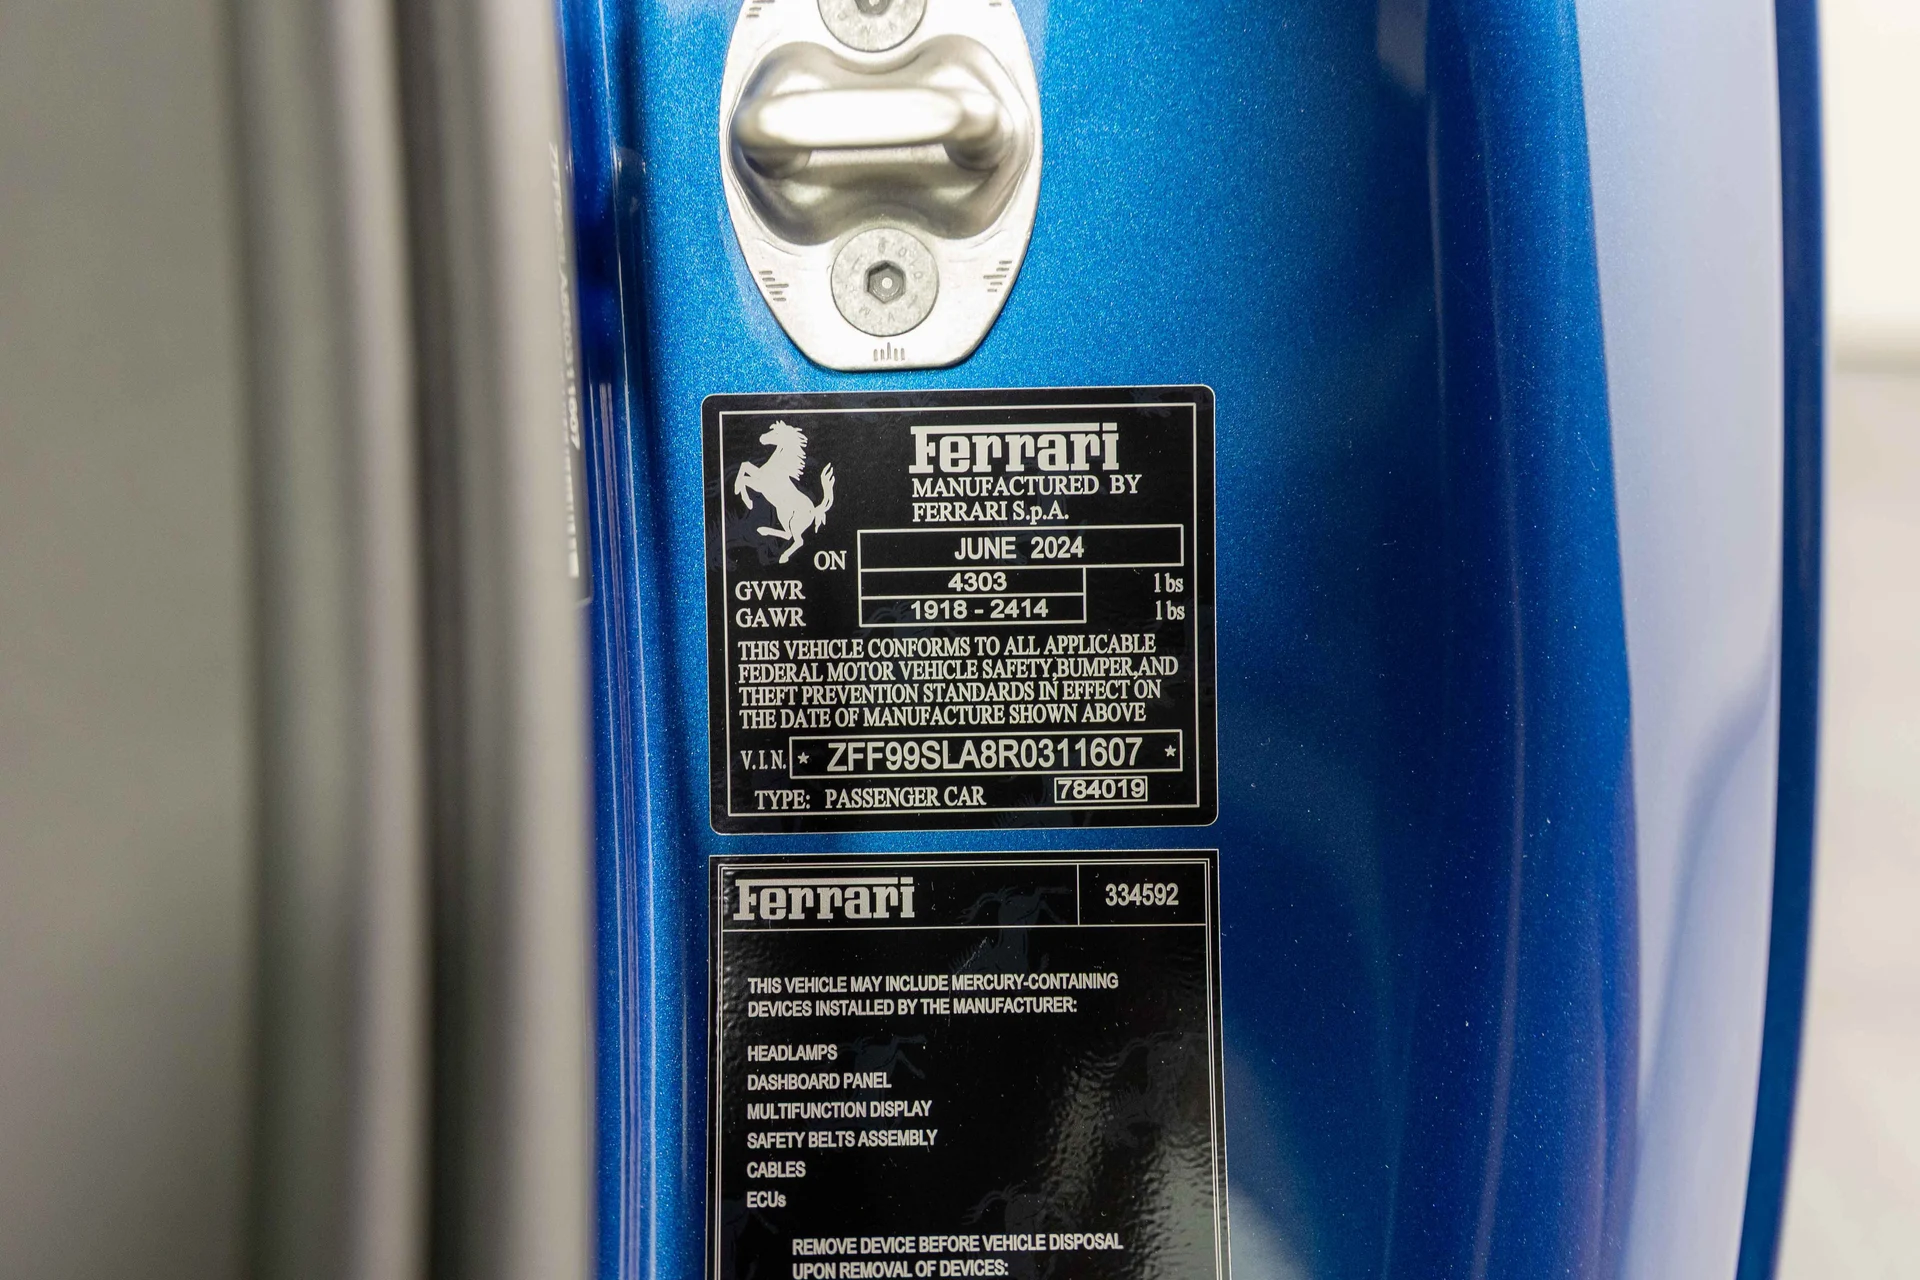 Ferrari
MANUFACTURED BY
FERRARI S.p.A.
ON JUNE 2024
GVWR 4303 lbs
GAWR 1918 - 2414 lbs
THIS VEHICLE CONFORMS TO ALL APPLICABLE
FEDERAL MOTOR VEHICLE SAFETY,BUMPER,AND
THEFT PREVENTION STANDARDS IN EFFECT ON
THE DATE OF MANUFACTURE SHOWN ABOVE
V.I.N. * ZFF99SLA8R0311607 *
TYPE: PASSENGER CAR 784019
Ferrari 334592
THIS VEHICLE MAY INCLUDE MERCURY-CONTAINING
DEVICES INSTALLED BY THE MANUFACTURER:
HEADLAMPS
DASHBOARD PANEL
MULTIFUNCTION DISPLAY
SAFETY BELTS ASSEMBLY
CABLES
ECUs
REMOVE DEVICE BEFORE VEHICLE DISPOSAL
UPON REMOVAL OF DEVICES: